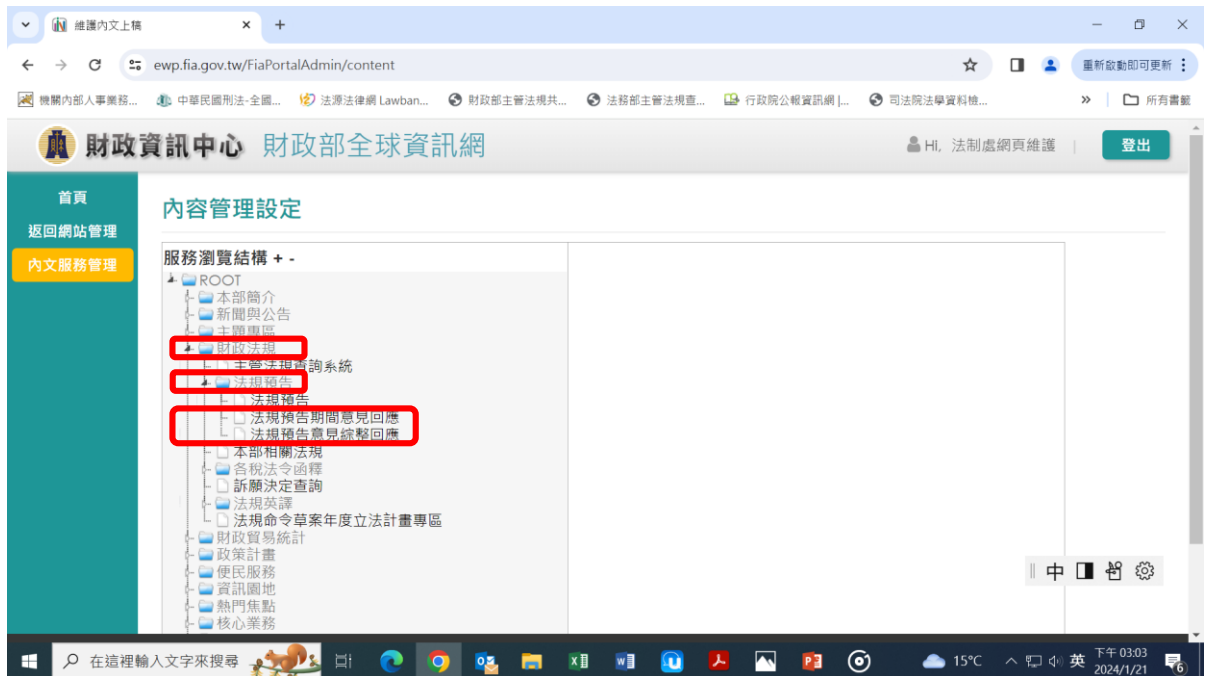 維護內文上稿
ewp.fia.gov.tw/FiaPortalAdmin/content
重新啟動即可更新
機關內部人事業務...
中華民國刑法-全國...
法源法律網 Lawban...
財政部主管法規共...
法務部主管法規查...
行政院公報資訊網 |...
司法院法學資料檢...
所有書籤
財政資訊中心 財政部全球資訊網
HI, 法制處網頁維護
登出
首頁
返回網站管理
內文服務管理
內容管理設定
服務瀏覽結構 + -
ROOT
本部簡介
新聞與公告
主題專區
財政法規
主管法規查詢系統
法規預告
法規預告
法規預告期間意見回應
法規預告意見綜整回應
本部相關法規
各稅法令函釋
訴願決定查詢
法規英譯
法規命令草案年度立法計畫專區
財政貿易統計
政策計畫
便民服務
資訊園地
熱門焦點
核心業務
中
在這裡輸入文字來搜尋
15°C
英
下午 03:03
2024/1/21
6